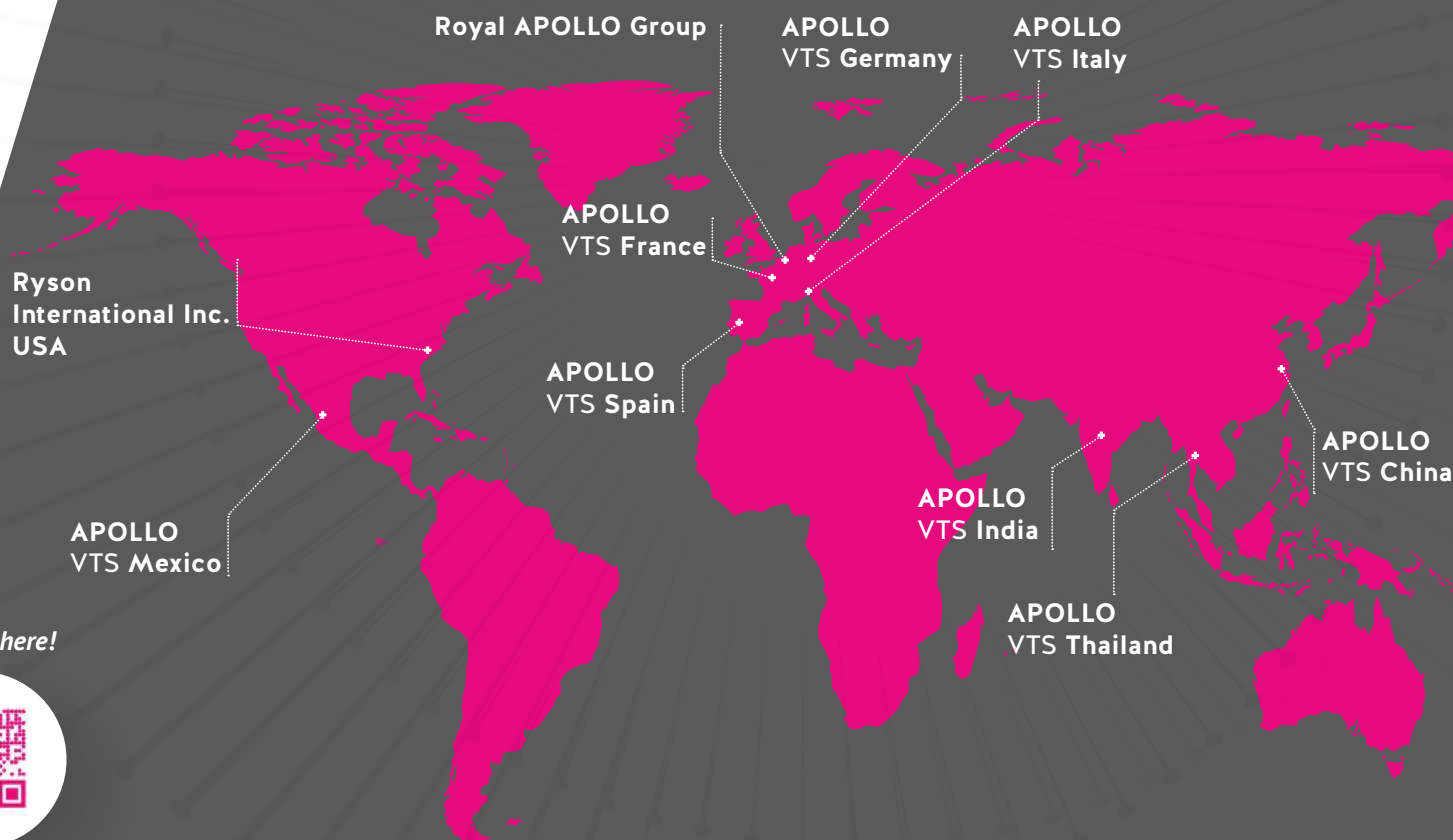 Royal APOLLO Group
APOLLO
VTS Germany
APOLLO
VTS Italy
APOLLO
VTS France
Ryson
International Inc.
USA
APOLLO
VTS Spain
APOLLO
VTS China
APOLLO
VTS India
APOLLO
VTS Mexico
APOLLO
VTS Thailand
here!